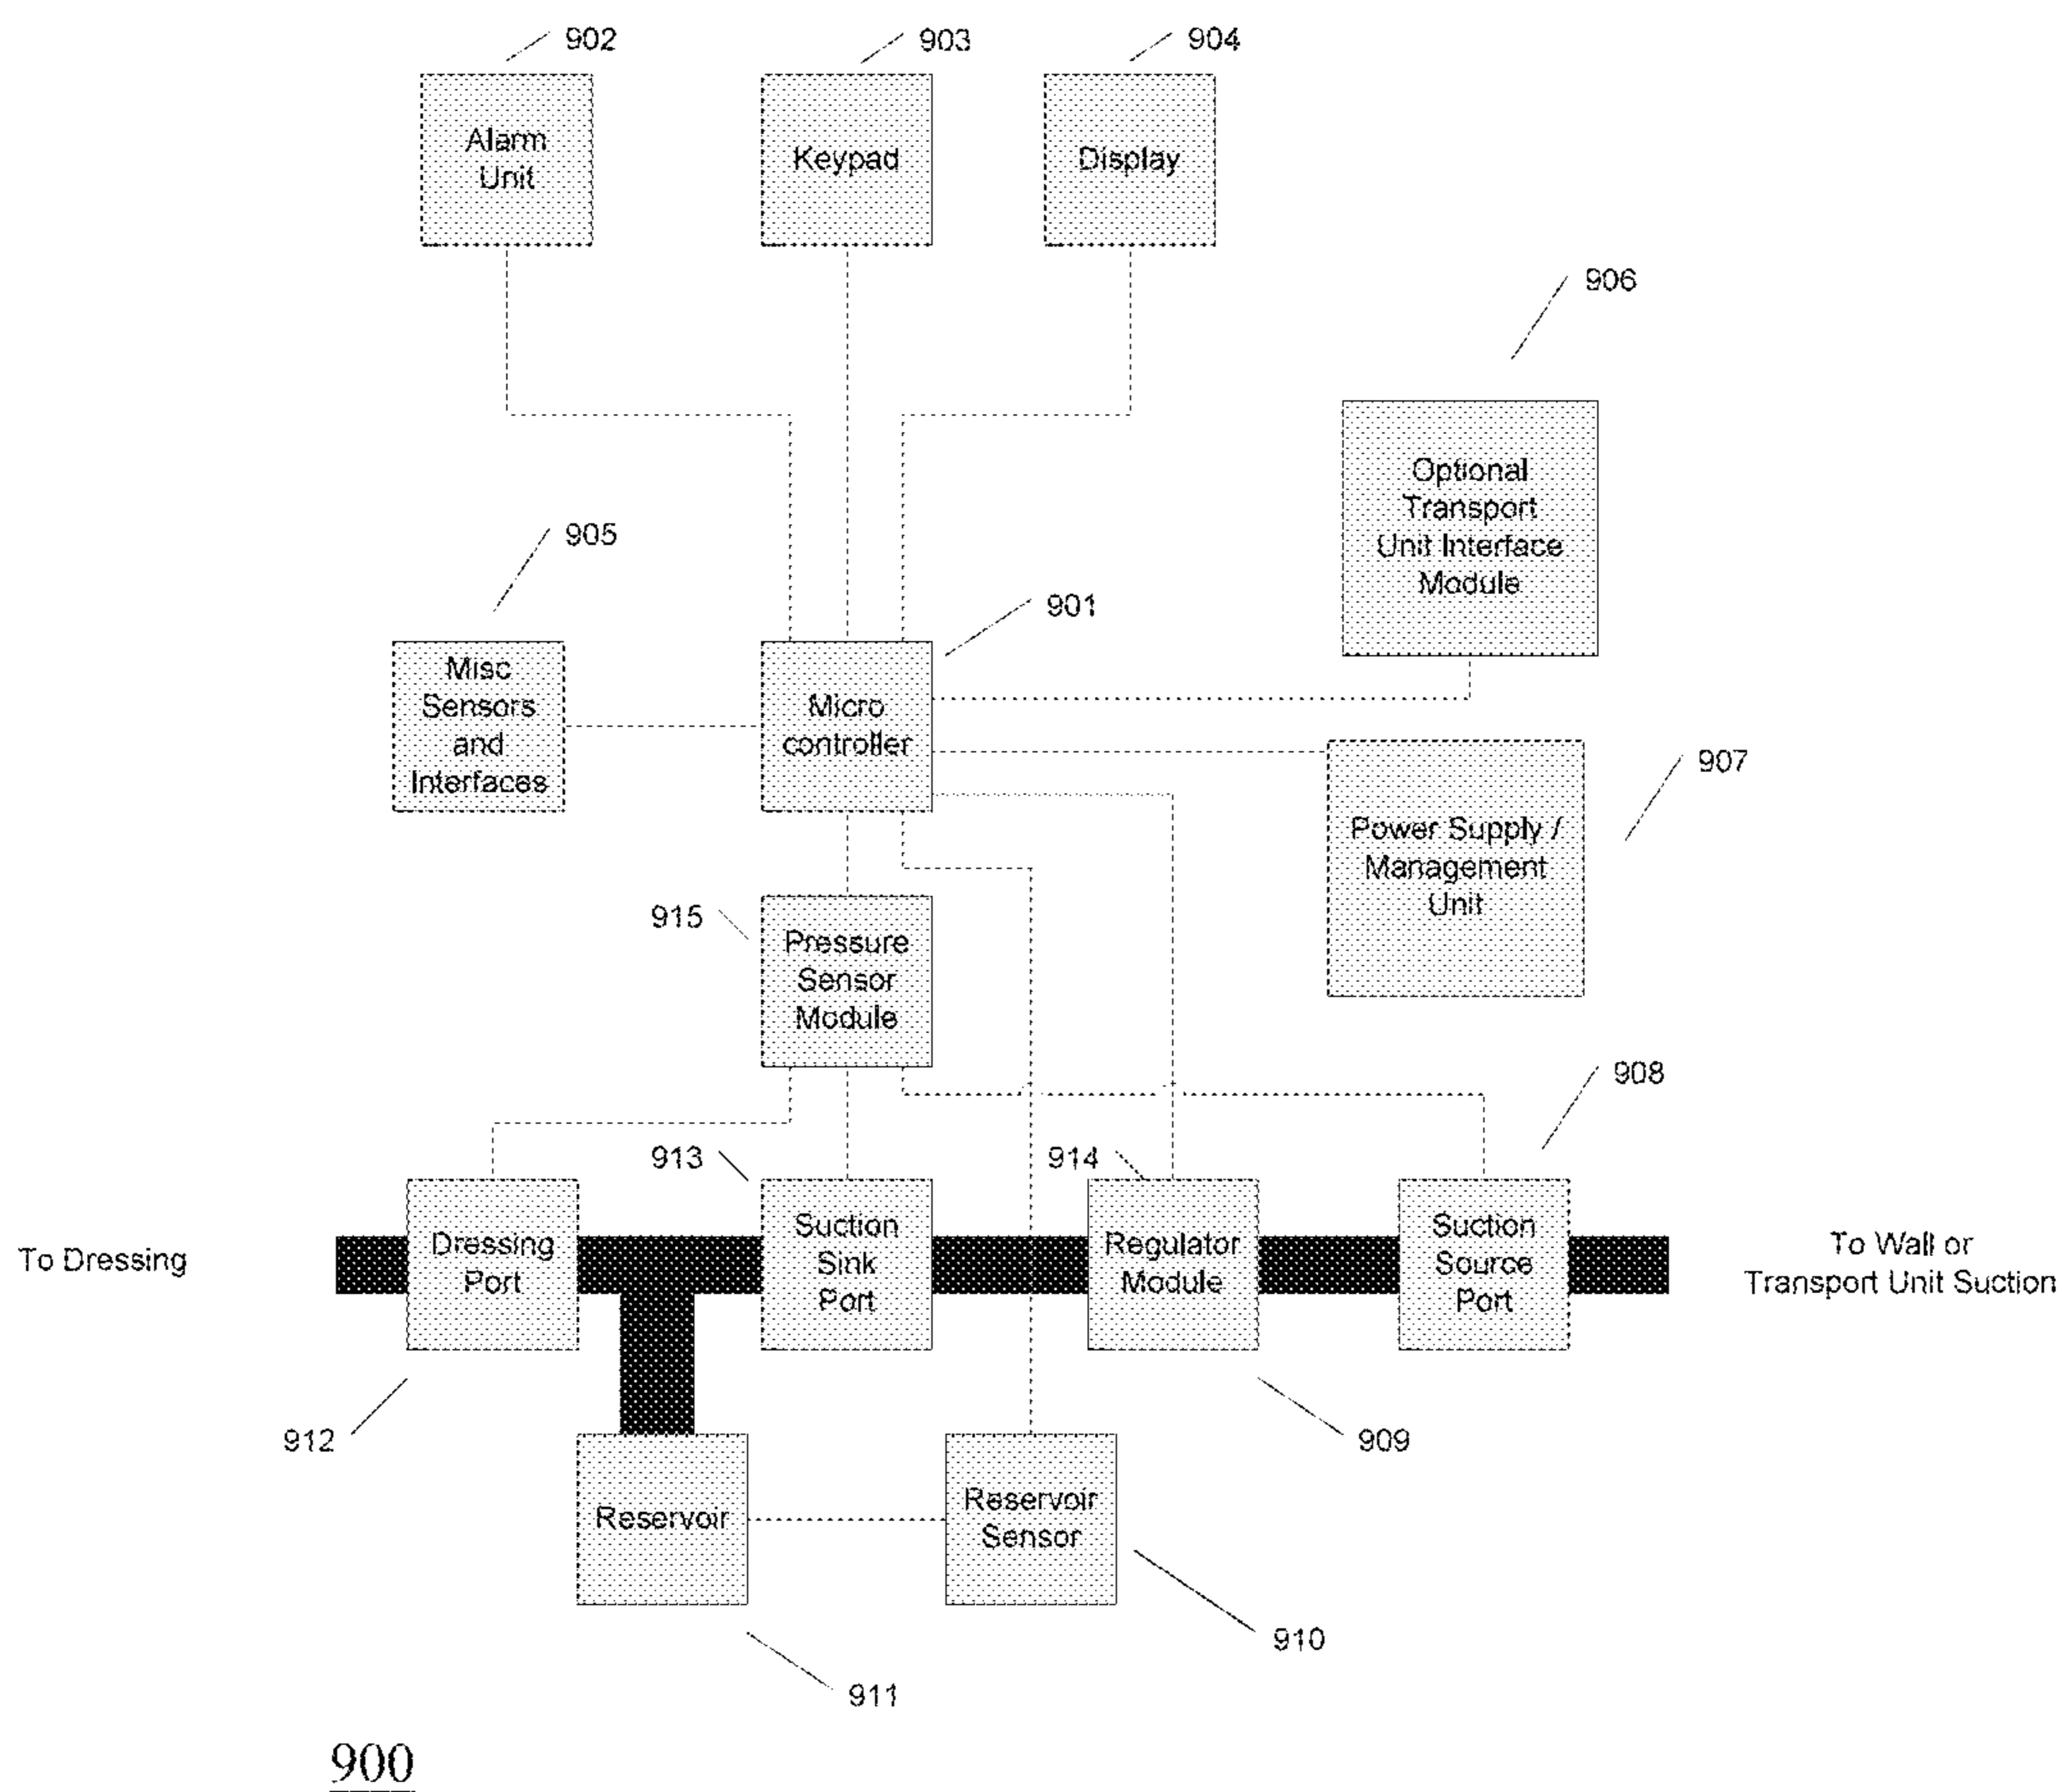 902
903
904
Alarm
Unit
Keypad
Display
906
Optional
Transport
Unit Interface
Module
905
901
Misc
Sensors
and
Interfaces
Micro
controller
907
Power Supply /
Management
Unit
915
Pressure
Sensor
Module
908
913
914
To Dressing
Dressing
Port
Suction
Sink
Port
Regulator
Module
Suction
Source
Port
To Wall or
Transport Unit Suction
912
909
Reservoir
Reservoir
Sensor
910
911
900